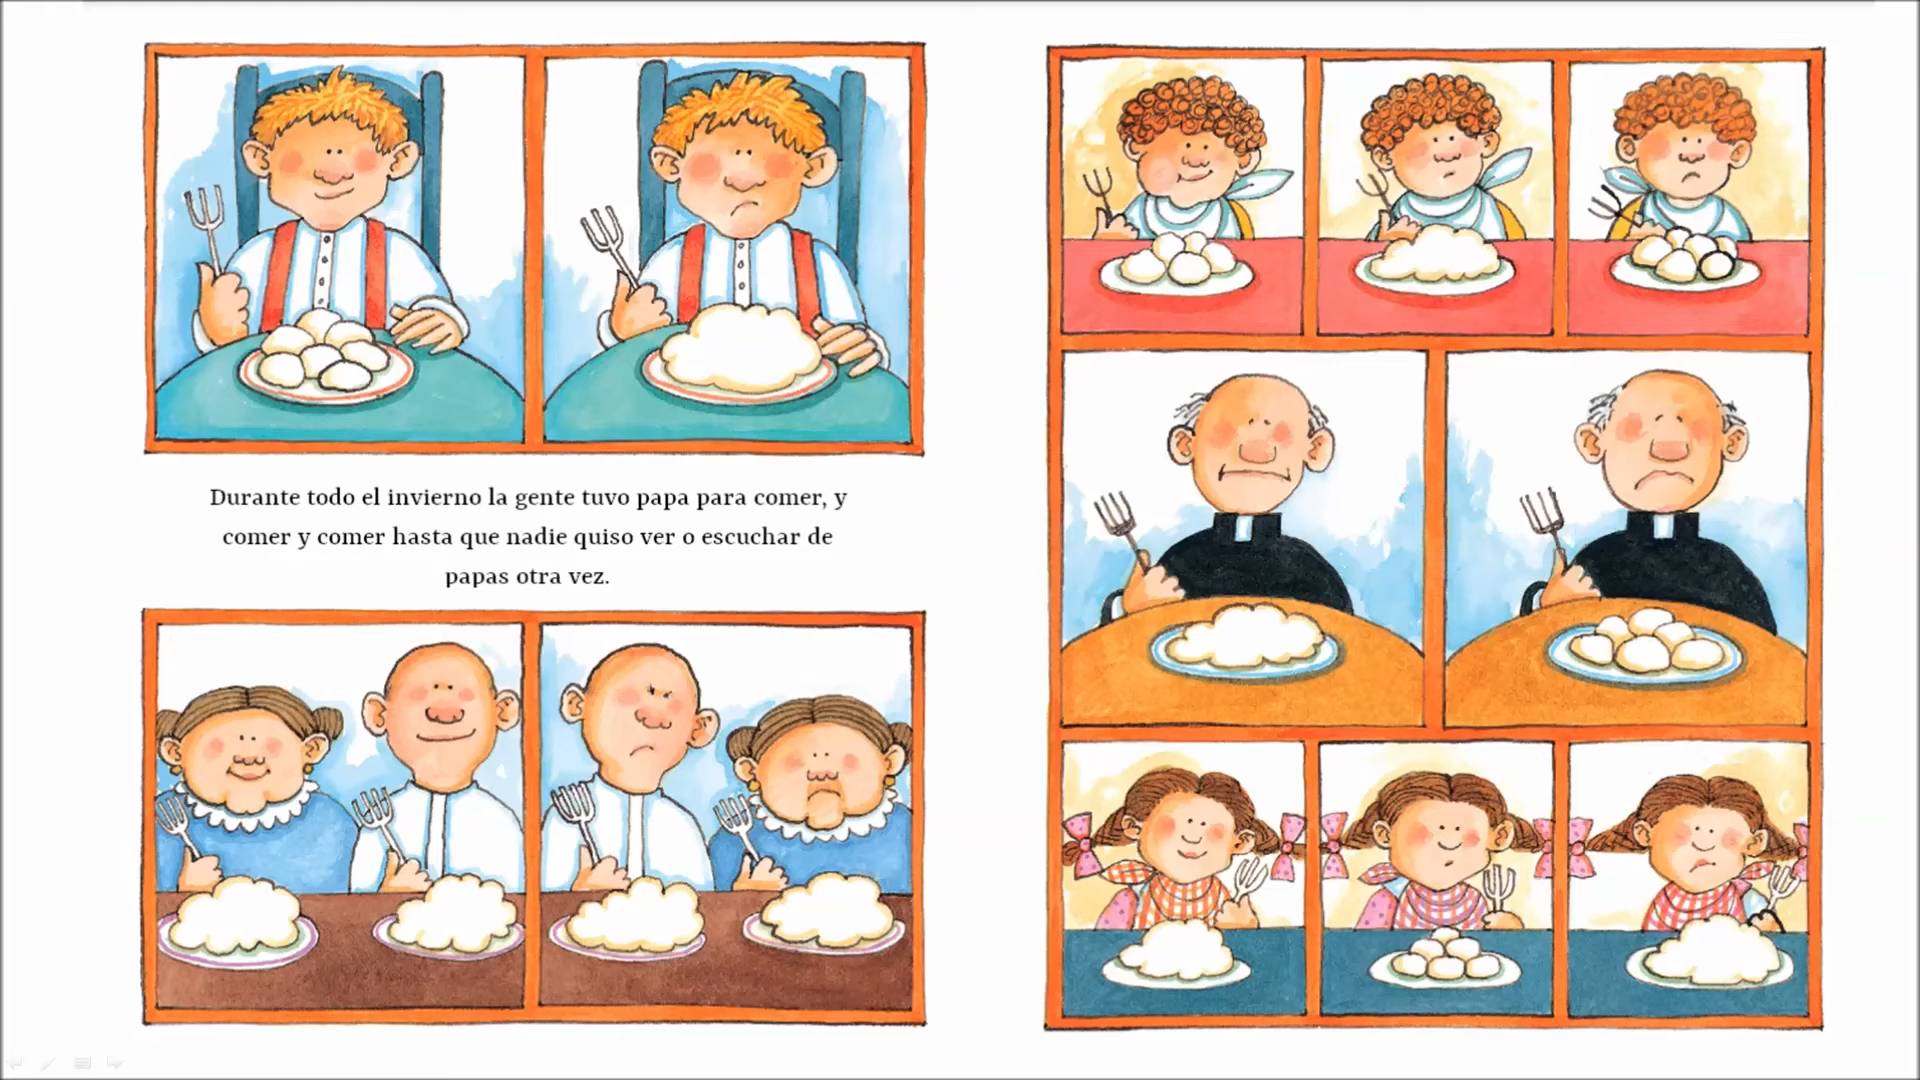 Durante todo el invierno la gente tuvo papa para comer, y
comer y comer hasta que nadie quiso ver o escuchar de
papas otra vez.